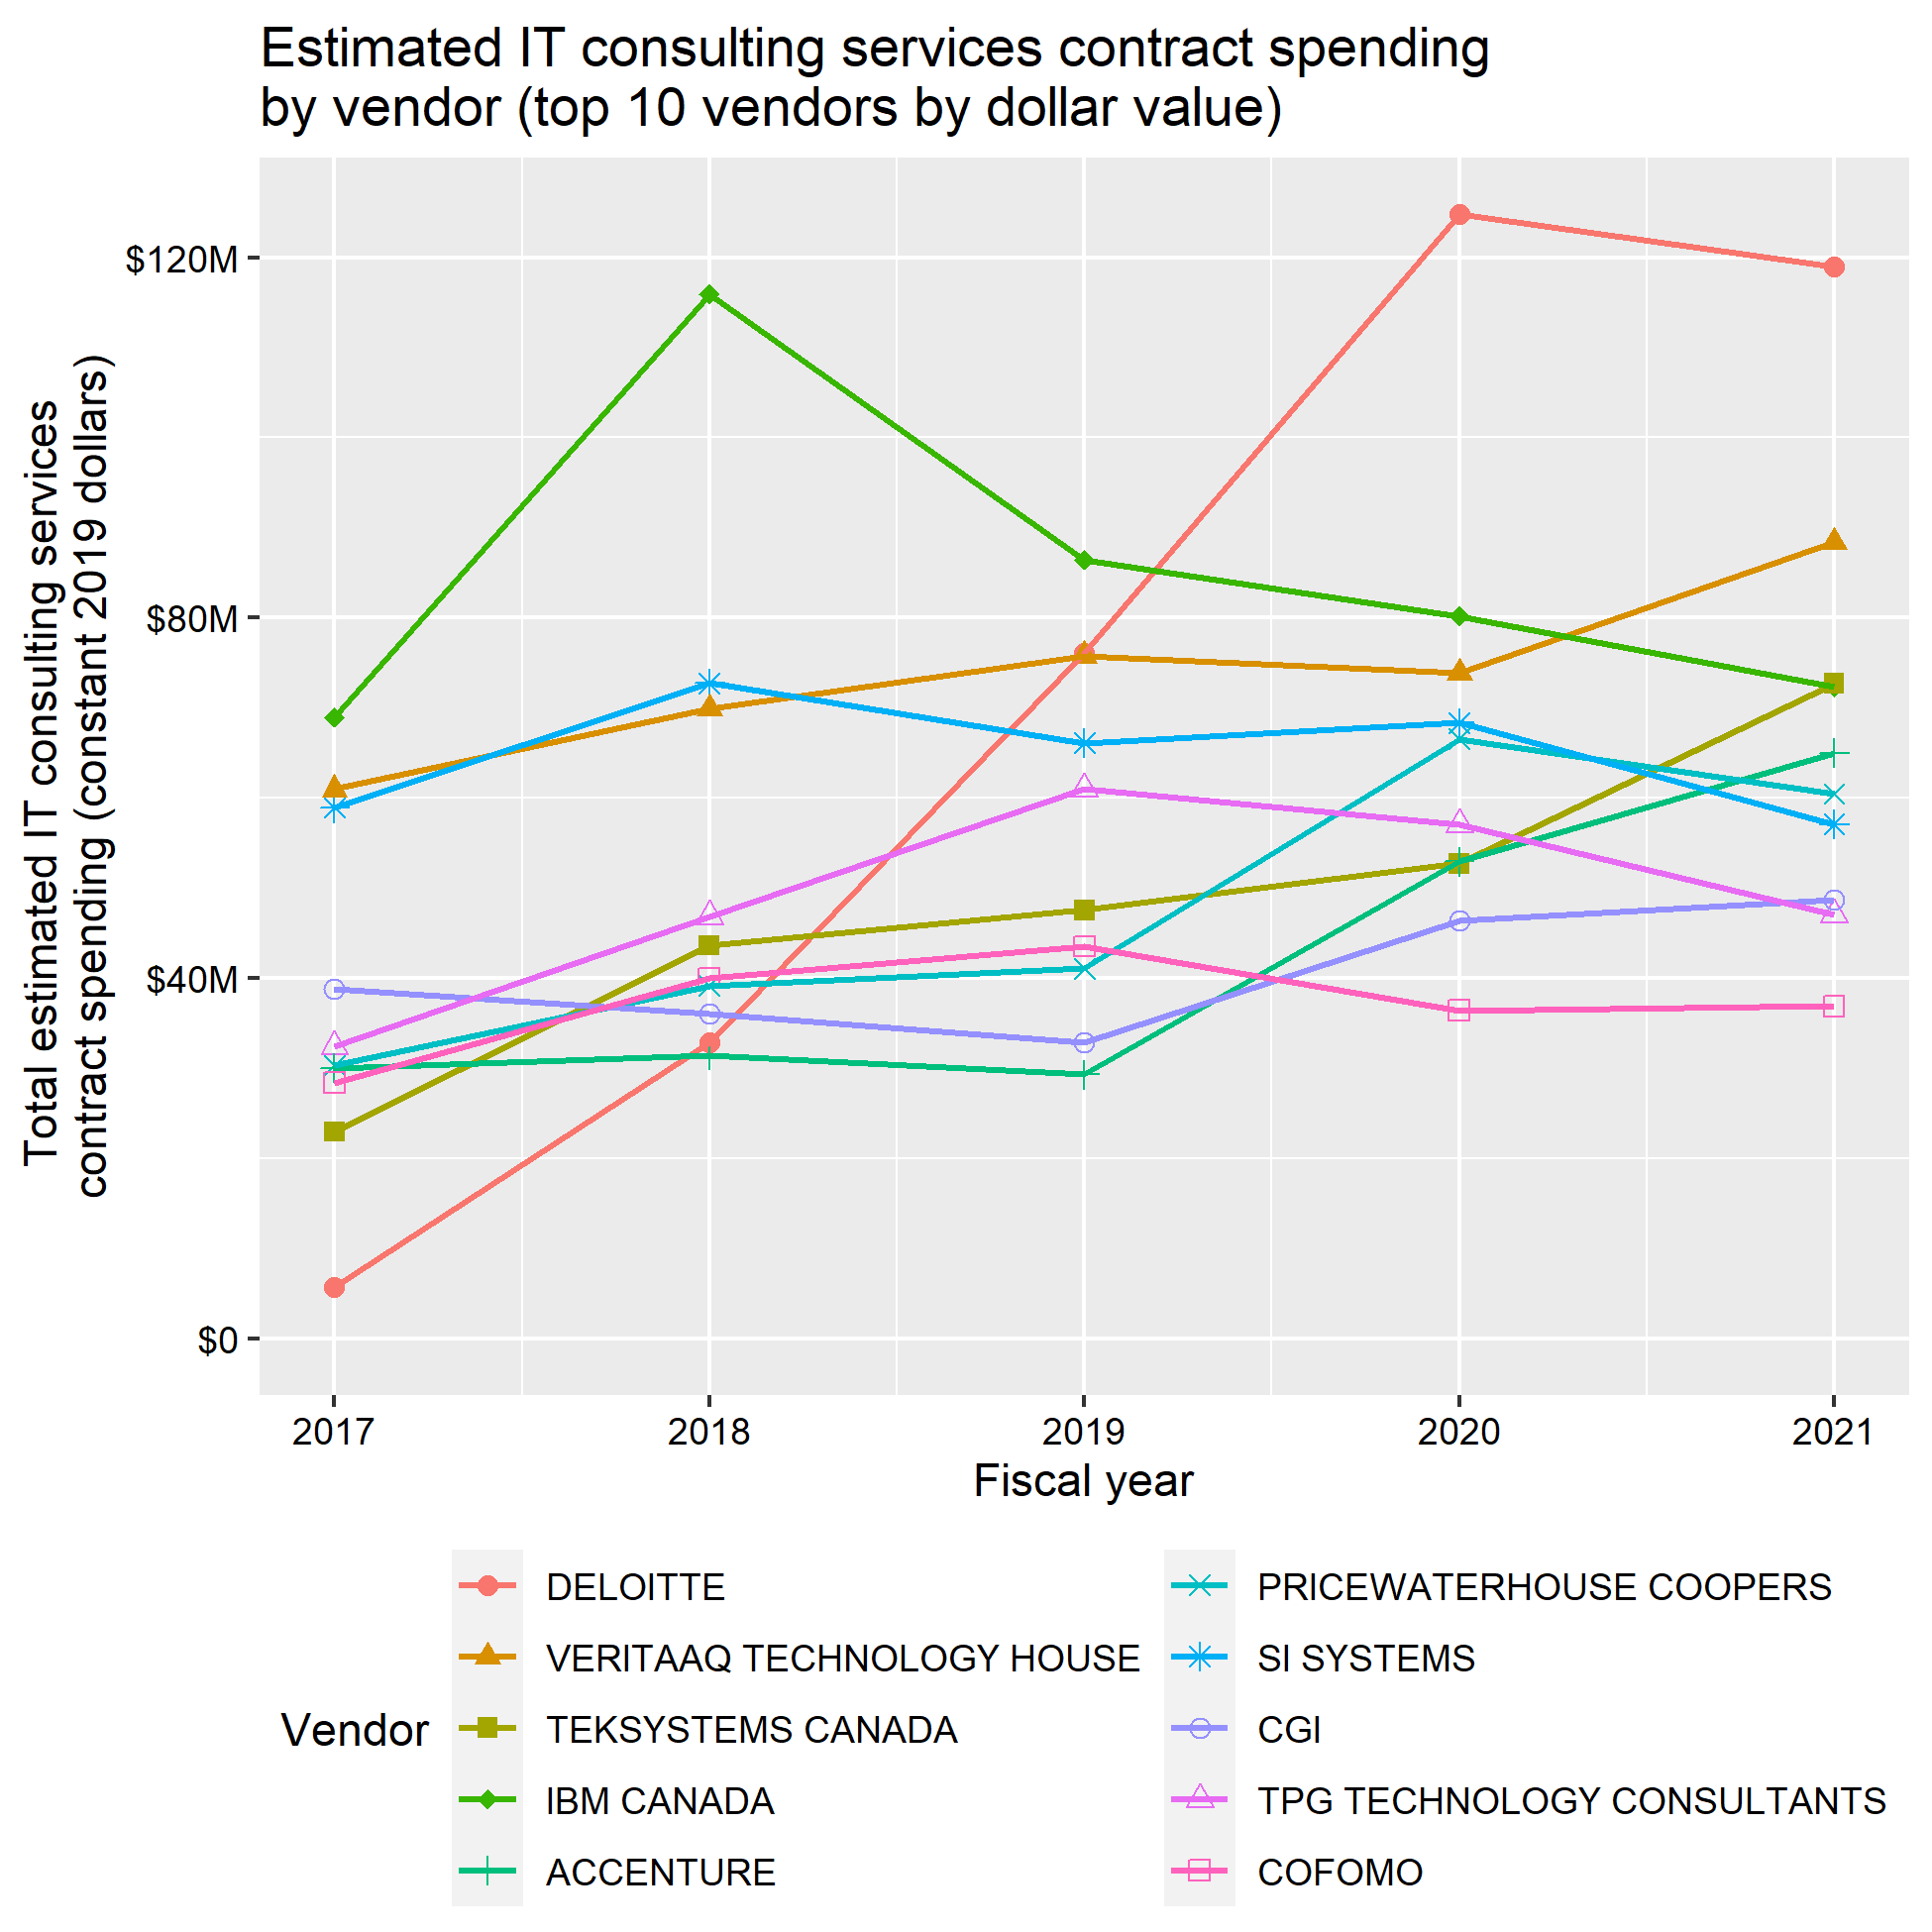 Estimated IT consulting services contract spending
by vendor (top 10 vendors by dollar value)
Total estimated IT consulting services
contract spending (constant 2019 dollars)
$120M
$80M
$40M
$0
2017 2018 2019 2020 2021
Fiscal year
Vendor
DELOITTE
VERITAAQ TECHNOLOGY HOUSE
TEKSYSTEMS CANADA
IBM CANADA
ACCENTURE
PRICEWATERHOUSE COOPERS
SI SYSTEMS
CGI
TPG TECHNOLOGY CONSULTANTS
COFOMO